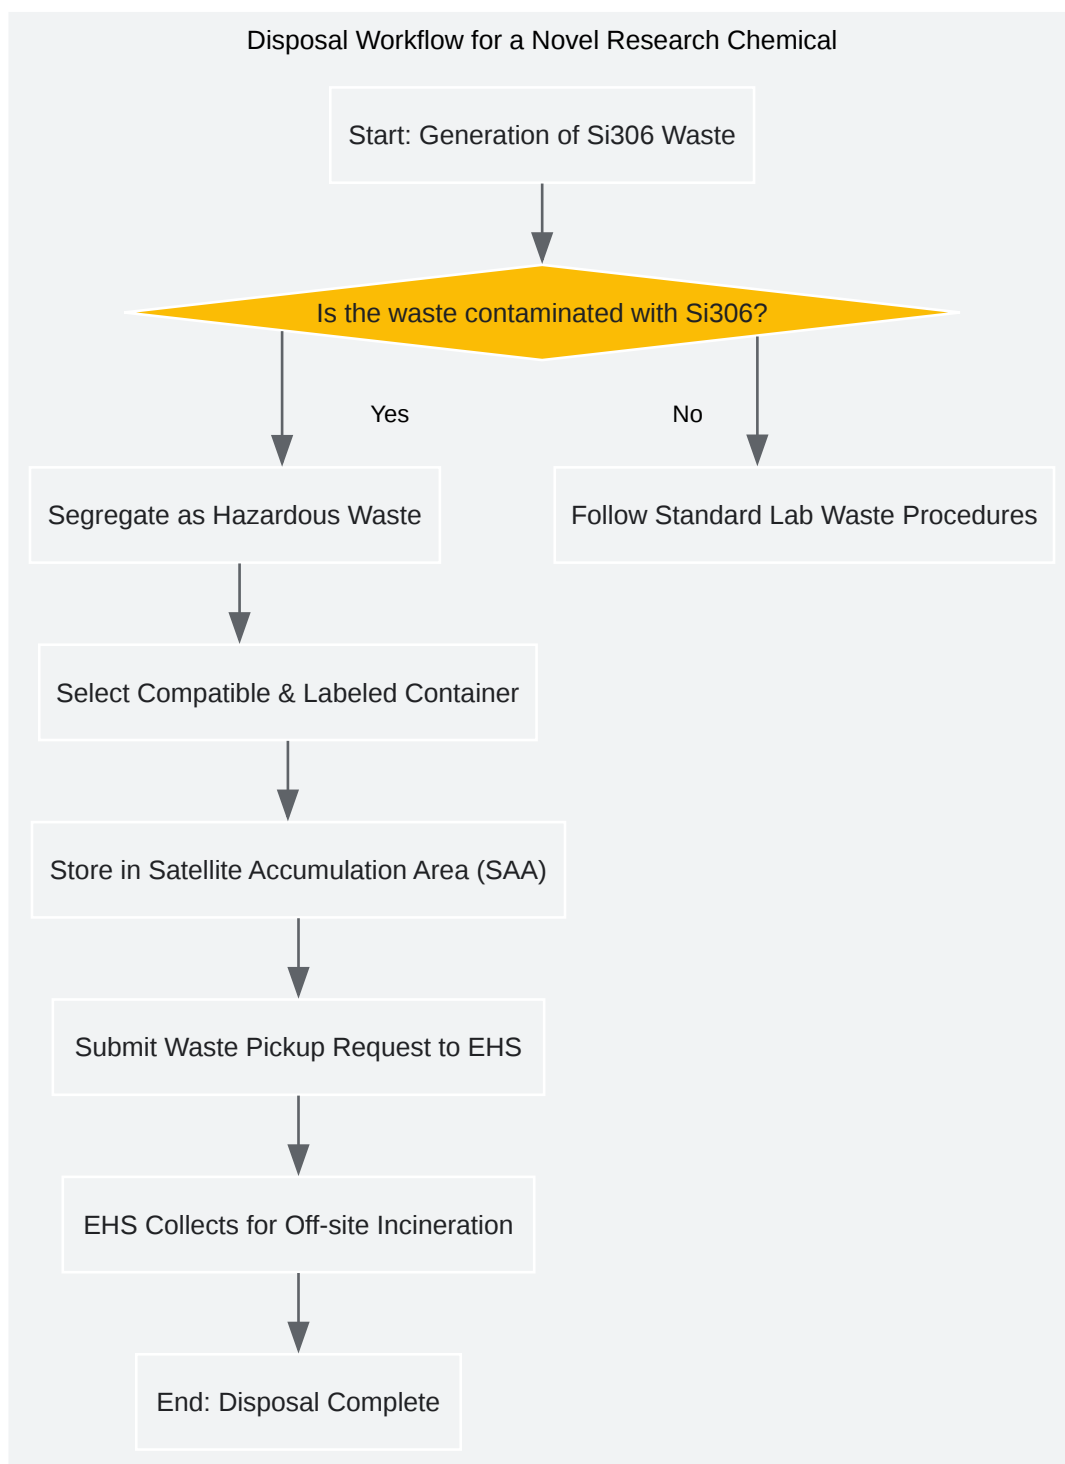 Disposal Workflow for a Novel Research Chemical
Start: Generation of Si306 Waste
Is the waste contaminated with Si306?
Yes
No
Segregate as Hazardous Waste
Follow Standard Lab Waste Procedures
Select Compatible & Labeled Container
Store in Satellite Accumulation Area (SAA)
Submit Waste Pickup Request to EHS
EHS Collects for Off-site Incineration
End: Disposal Complete